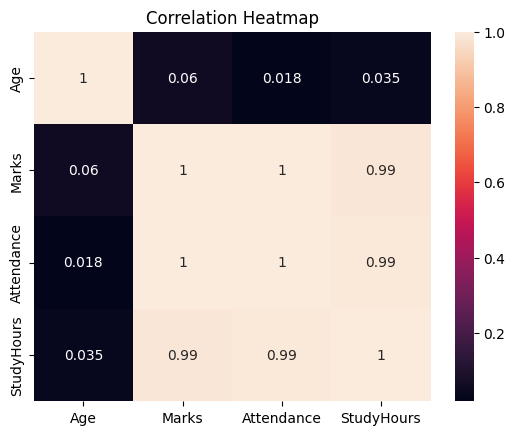 Correlation Heatmap
Age 1 0.06 0.018 0.035
Marks 0.06 1 1 0.99
Attendance 0.018 1 1 0.99
StudyHours 0.035 0.99 0.99 1
Age Marks Attendance StudyHours
1.0
0.8
0.6
0.4
0.2